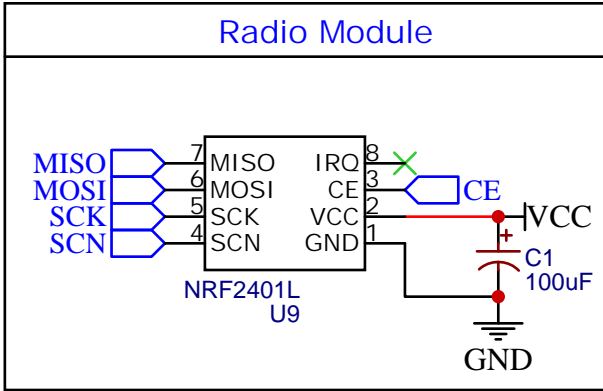 Radio Module
MISO 7 MISO IRQ 8
MOSI 6 MOSI CE 3 CE
SCK 5 SCK VCC 2 VCC
SCN 4 SCN GND 1
+
C1
100uF
NRF2401L
U9
GND